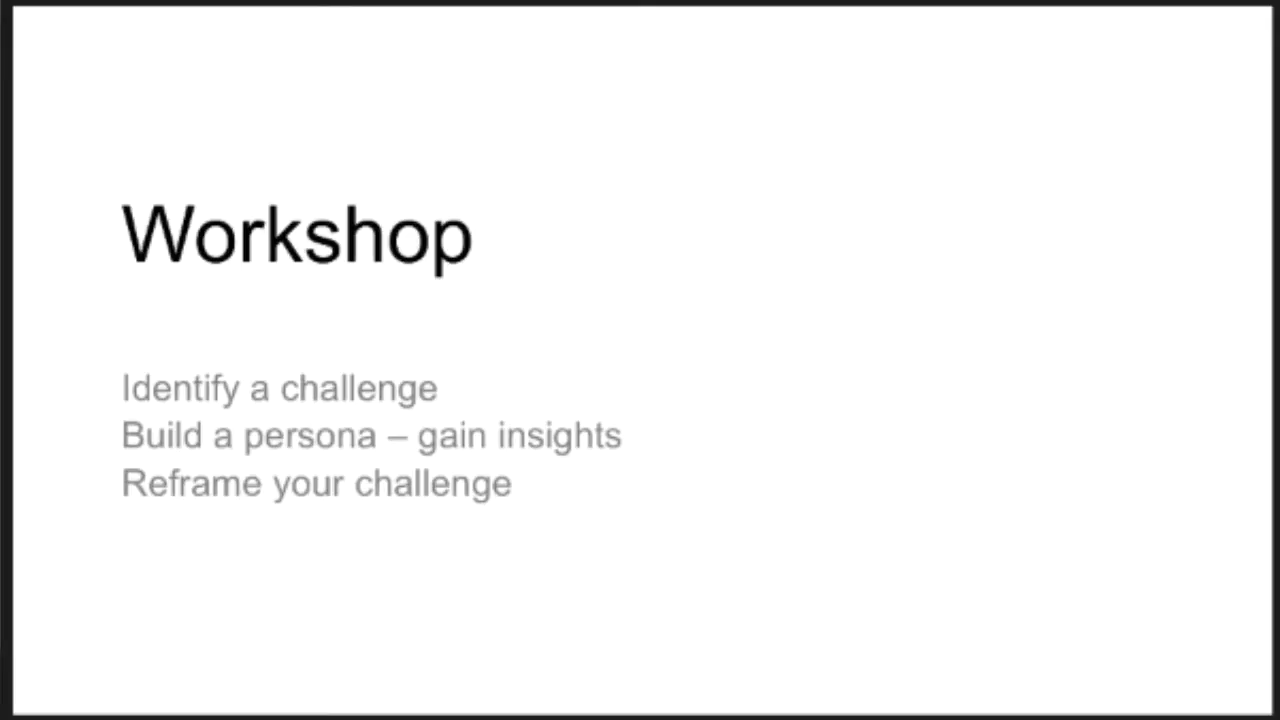 Workshop
Identify a challenge
Build a persona – gain insights
Reframe your challenge